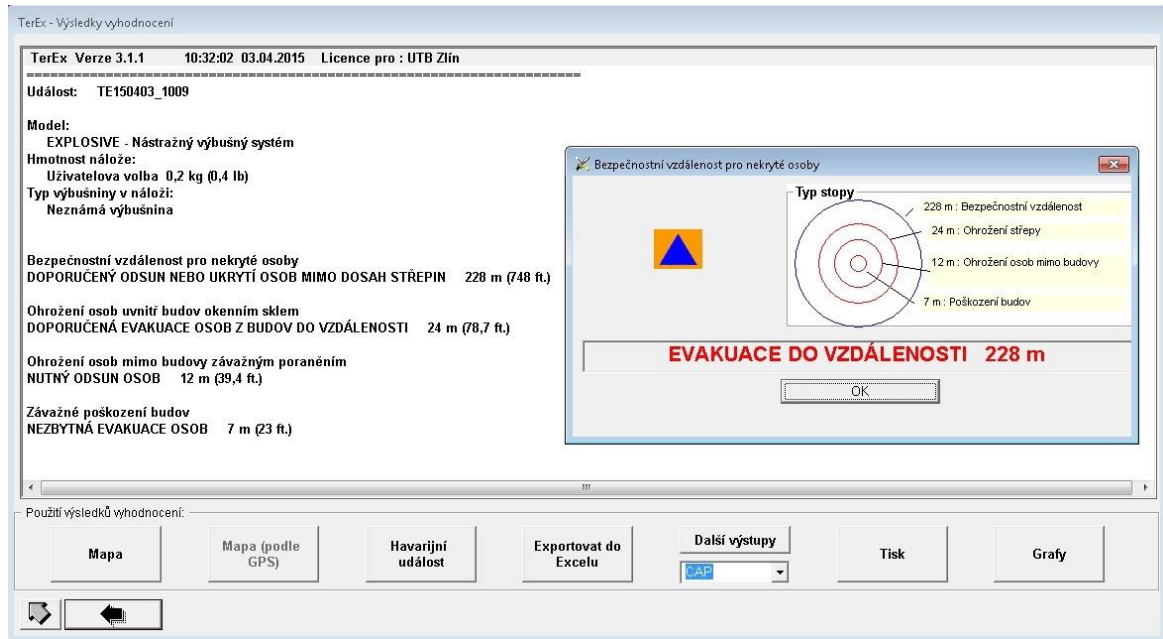 TerEx - Výsledky vyhodnocení
TerEx Verze 3.1.1 10:32:02 03.04.2015 Licence pro : UTB Zlín
=====================================================================
Událost: TE150403_1009
Model:
EXPLOSIVE - Nástražný výbušný systém
Hmotnost nálože:
Uživatelova volba 0,2 kg (0,4 lb)
Typ výbušniny v náloži:
Neznámá výbušnina
Bezpečnostní vzdálenost pro nekryté osoby
DOPORUČENÝ ODSUN NEBO UKRYTÍ OSOB MIMO DOSAH STŘEPIN 228 m (748 ft.)
Ohrožení osob uvnitř budov okenním sklem
DOPORUČENÁ EVAKUACE OSOB Z BUDOV DO VZDÁLENOSTI 24 m (78,7 ft.)
Ohrožení osob mimo budovy závažným poraněním
NUTNÝ ODSUN OSOB 12 m (39,4 ft.)
Závažné poškození budov
NEZBYTNÁ EVAKUACE OSOB 7 m (23 ft.)
Bezpečnostní vzdálenost pro nekryté osoby
Typ stopy
228 m : Bezpečnostní vzdálenost
24 m : Ohrožení střepy
12 m : Ohrožení osob mimo budovy
7 m : Poškození budov
EVAKUACE DO VZDÁLENOSTI 228 m
OK
Použití výsledků vyhodnocení:
Mapa
Mapa (podle
GPS)
Havarijní
událost
Exportovat do
Excelu
Další výstupy
CAP
Tisk
Grafy